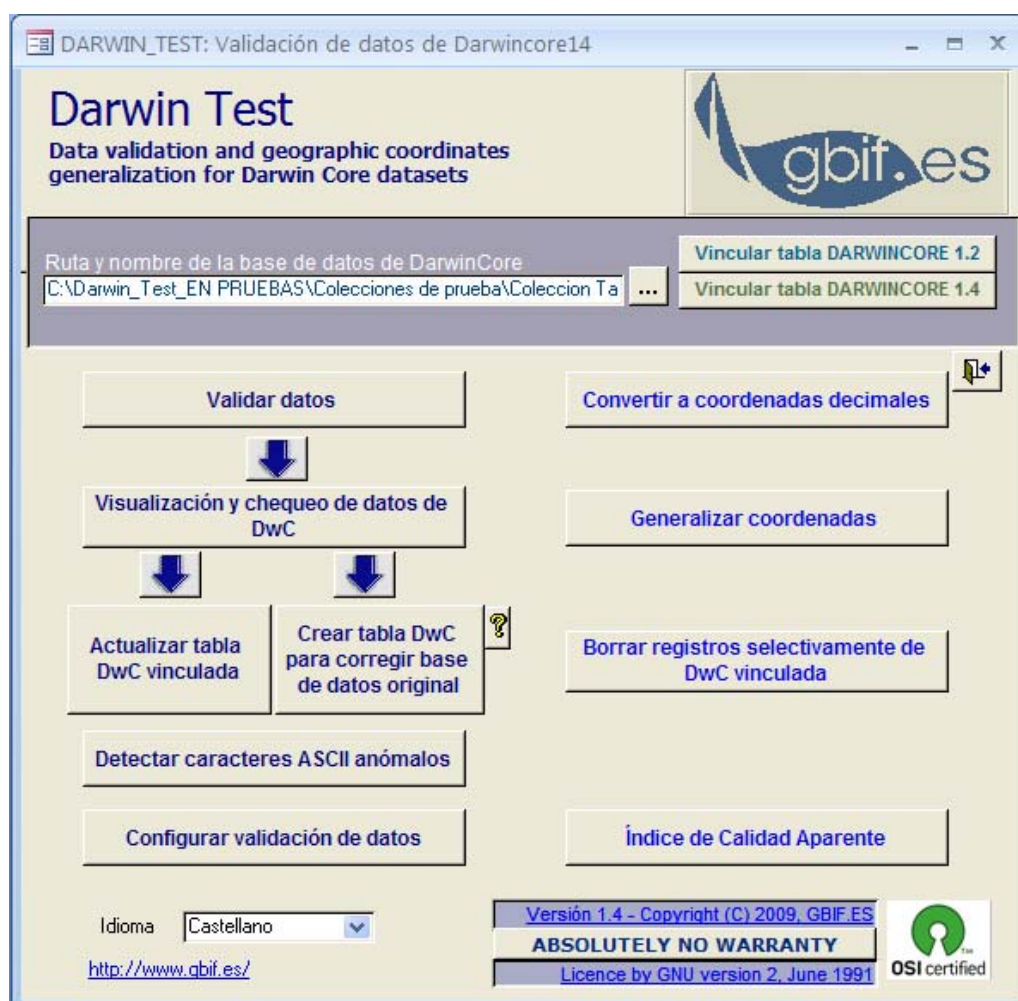 DARWIN_TEST: Validación de datos de Darwincore14
Darwin Test
Data validation and geographic coordinates
generalization for Darwin Core datasets
gbif.es
Ruta y nombre de la base de datos de DarwinCore
C:\Darwin_Test_EN PRUEBAS\Colecciones de prueba\Coleccion Ta
...
Vincular tabla DARWINCORE 1.2
Vincular tabla DARWINCORE 1.4
Validar datos
Convertir a coordenadas decimales
Visualización y chequeo de datos de
DwC
Generalizar coordenadas
Actualizar tabla
DwC vinculada
Crear tabla DwC
para corregir base
de datos original
?
Borrar registros selectivamente de
DwC vinculada
Detectar caracteres ASCII anómalos
Configurar validación de datos
Índice de Calidad Aparente
Idioma
Castellano
http://www.gbif.es/
Versión 1.4 - Copyright (C) 2009, GBIF.ES
ABSOLUTELY NO WARRANTY
Licence by GNU version 2, June 1991
TM
OSI certified